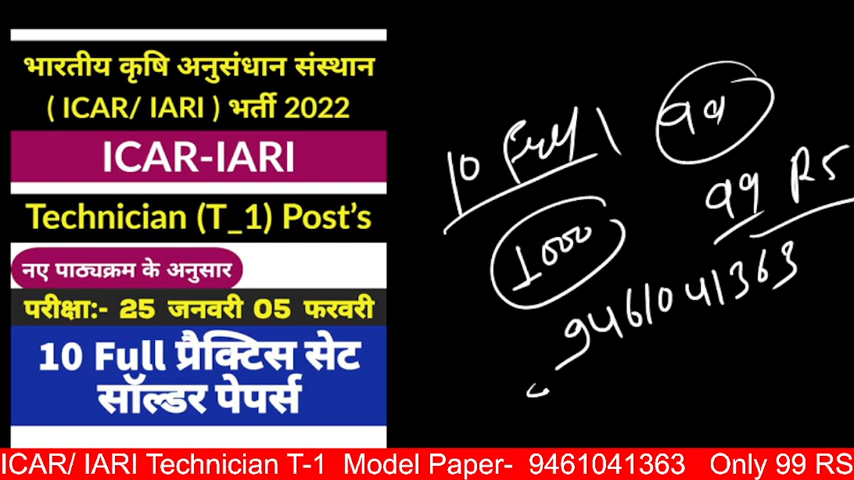 भारतीय कृषि अनुसंधान संस्थान
( ICAR/ IARI ) भर्ती 2022
ICAR-IARI
Technician (T_1) Post’s
नए पाठ्यक्रम के अनुसार
परीक्षा:- 25 जनवरी 05 फरवरी
10 Full प्रैक्टिस सेट
सॉल्डर पेपर्स
10 Full
99
99 RS
1000
9461041363
ICAR/ IARI Technician T-1 Model Paper- 9461041363 Only 99 RS